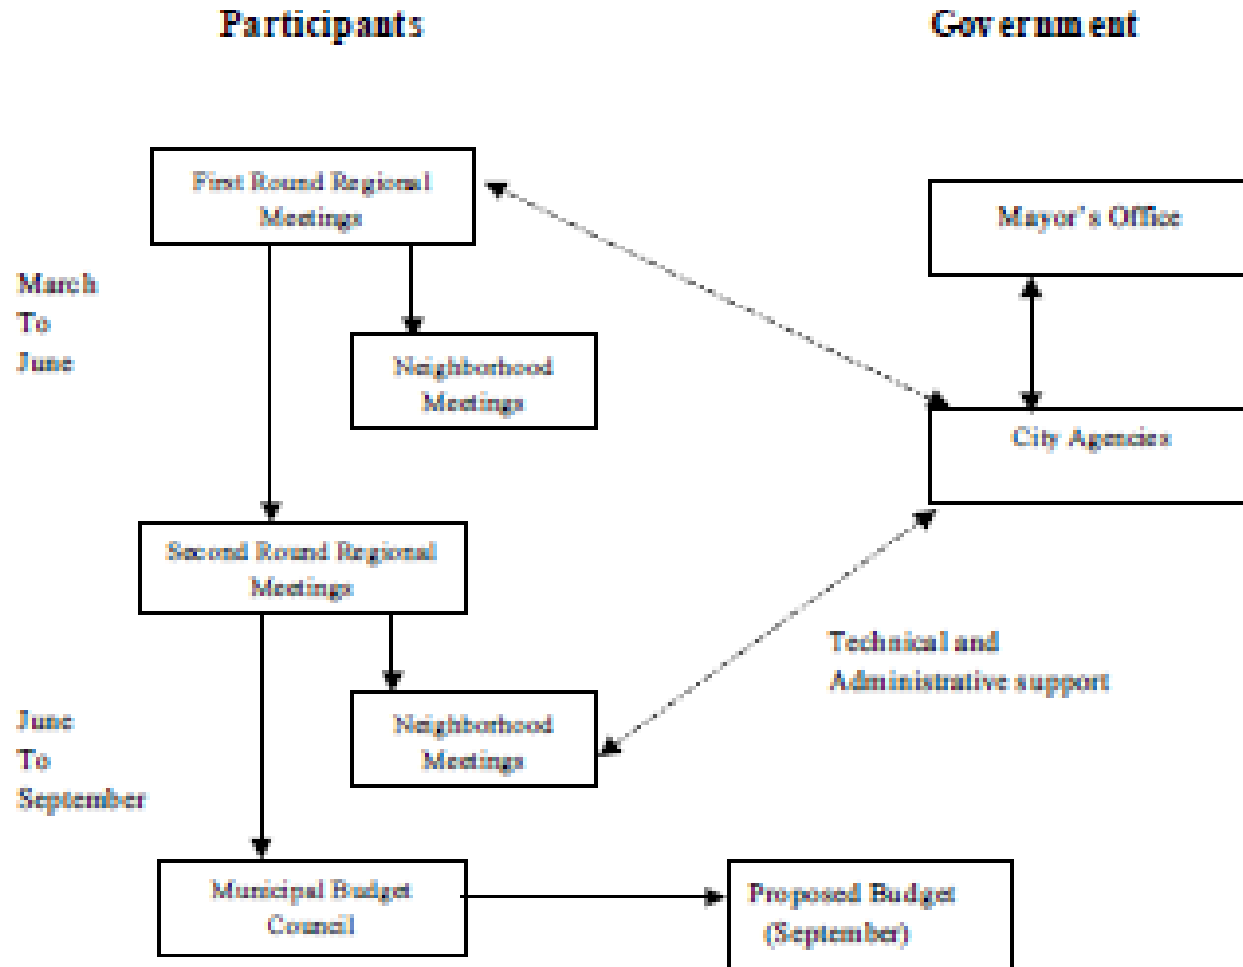 Participants
Government
First Round Regional
Meetings
Mayor's Office
March
To
June
Neighborhood
Meetings
City Agencies
Second Round Regional
Meetings
Technical and
Administrative support
June
To
September
Neighborhood
Meetings
Municipal Budget
Council
Proposed Budget
(September)